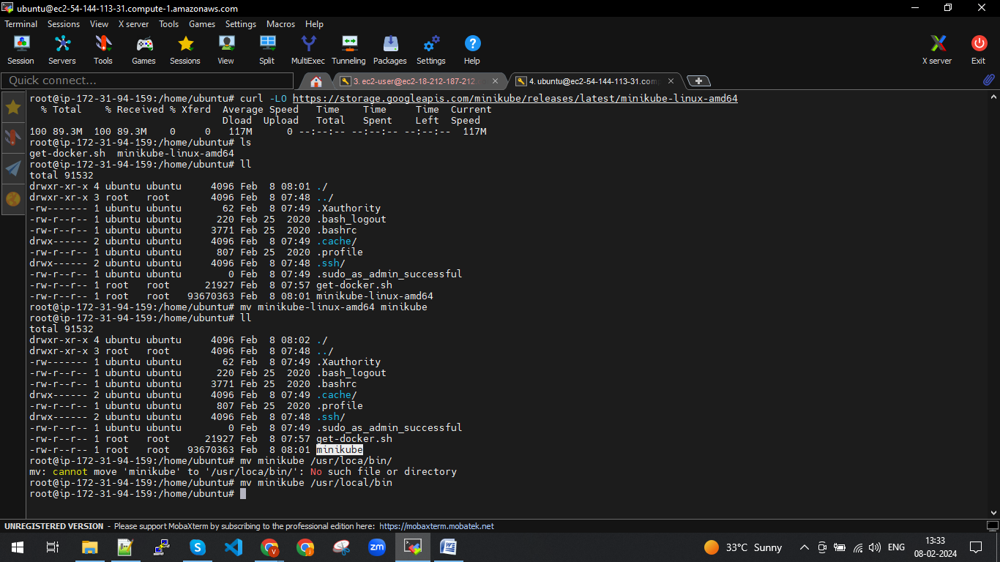 ubuntu@ec2-54-144-113-31.compute-1.amazonaws.com
Terminal Sessions View X server Tools Games Settings Macros Help
Session Servers Tools Games Sessions View Split MultiExec Tunneling Packages Settings Help X server Exit
Quick connect...
3. ec2-user@ec2-18-212-187-212
4. ubuntu@ec2-54-144-113-31.com
root@ip-172-31-94-159:/home/ubuntu# curl -LO https://storage.googleapis.com/minikube/releases/latest/minikube-linux-amd64
  % Total    % Received % Xferd  Average Speed   Time    Time     Time  Current
                                 Dload  Upload   Total   Spent    Left  Speed
100 89.3M  100 89.3M    0     0   117M      0 --:--:-- --:--:-- --:--:--  117M
root@ip-172-31-94-159:/home/ubuntu# ls
get-docker.sh  minikube-linux-amd64
root@ip-172-31-94-159:/home/ubuntu# ll
total 91532
drwxr-xr-x 4 ubuntu ubuntu     4096 Feb  8 08:01 ./
drwxr-xr-x 3 root   root       4096 Feb  8 07:48 ../
-rw------- 1 ubuntu ubuntu       62 Feb  8 07:49 .Xauthority
-rw-r--r-- 1 ubuntu ubuntu      220 Feb 25  2020 .bash_logout
-rw-r--r-- 1 ubuntu ubuntu     3771 Feb 25  2020 .bashrc
drwx------ 2 ubuntu ubuntu     4096 Feb  8 07:49 .cache/
-rw-r--r-- 1 ubuntu ubuntu      807 Feb 25  2020 .profile
drwx------ 2 ubuntu ubuntu     4096 Feb  8 07:48 .ssh/
-rw-r--r-- 1 ubuntu ubuntu        0 Feb  8 07:49 .sudo_as_admin_successful
-rw-r--r-- 1 root   root      21927 Feb  8 07:57 get-docker.sh
-rw-r--r-- 1 root   root   93670363 Feb  8 08:01 minikube-linux-amd64
root@ip-172-31-94-159:/home/ubuntu# mv minikube-linux-amd64 minikube
root@ip-172-31-94-159:/home/ubuntu# ll
total 91532
drwxr-xr-x 4 ubuntu ubuntu     4096 Feb  8 08:02 ./
drwxr-xr-x 3 root   root       4096 Feb  8 07:48 ../
-rw------- 1 ubuntu ubuntu       62 Feb  8 07:49 .Xauthority
-rw-r--r-- 1 ubuntu ubuntu      220 Feb 25  2020 .bash_logout
-rw-r--r-- 1 ubuntu ubuntu     3771 Feb 25  2020 .bashrc
drwx------ 2 ubuntu ubuntu     4096 Feb  8 07:49 .cache/
-rw-r--r-- 1 ubuntu ubuntu      807 Feb 25  2020 .profile
drwx------ 2 ubuntu ubuntu     4096 Feb  8 07:48 .ssh/
-rw-r--r-- 1 ubuntu ubuntu        0 Feb  8 07:49 .sudo_as_admin_successful
-rw-r--r-- 1 root   root      21927 Feb  8 07:57 get-docker.sh
-rw-r--r-- 1 root   root   93670363 Feb  8 08:01 minikube
root@ip-172-31-94-159:/home/ubuntu# mv minikube /usr/loca/bin/
mv: cannot move 'minikube' to '/usr/loca/bin/': No such file or directory
root@ip-172-31-94-159:/home/ubuntu# mv minikube /usr/local/bin
root@ip-172-31-94-159:/home/ubuntu#
UNREGISTERED VERSION - Please support MobaXterm by subscribing to the professional edition here: https://mobaxterm.mobatek.net
zm
33°C Sunny
ENG
13:33
08-02-2024